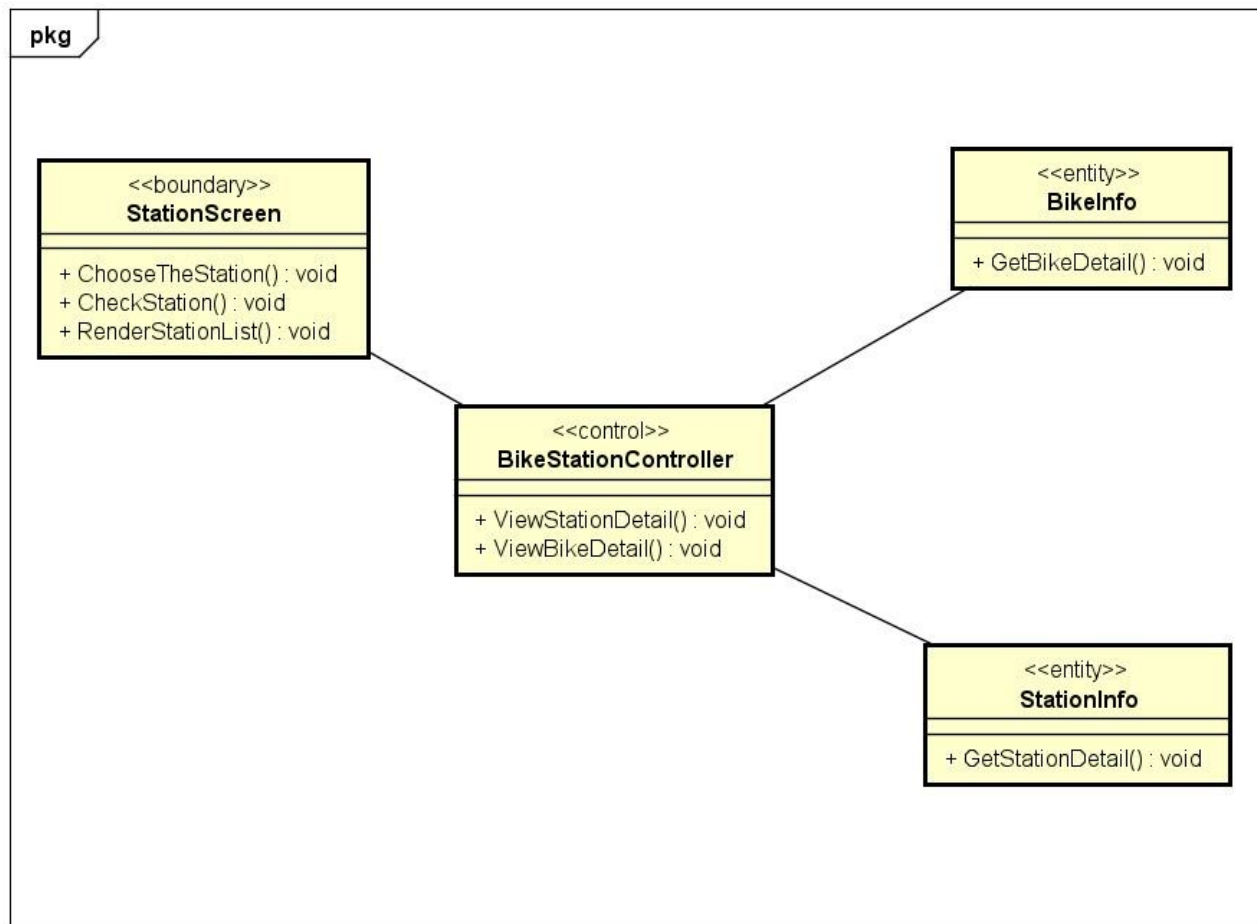 pkg
<<boundary>>
StationScreen
+ ChooseTheStation() : void
+ CheckStation() : void
+ RenderStationList() : void
<<entity>>
BikeInfo
+ GetBikeDetail() : void
<<control>>
BikeStationController
+ ViewStationDetail() : void
+ ViewBikeDetail() : void
<<entity>>
StationInfo
+ GetStationDetail() : void